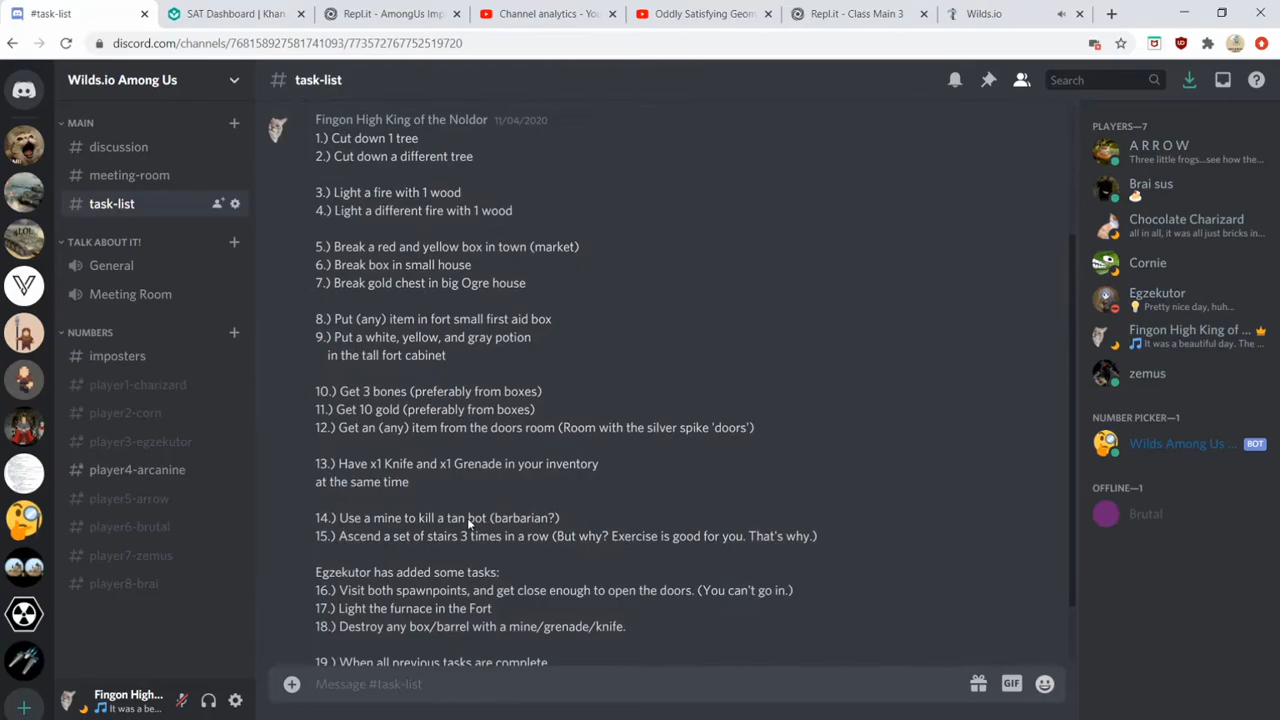 #task-list
SAT Dashboard | Khan
Repl.it - AmongUs Imp
Channel analytics - You
Oddly Satisfying Geom
Repl.it - Class Main 3
Wilds.io
discord.com/channels/768158927581741093/773572767752519720
Wilds.io Among Us
task-list
Search
MAIN
discussion
meeting-room
task-list
TALK ABOUT IT!
General
Meeting Room
NUMBERS
imposters
player1-charizard
player2-corn
player3-egzekutor
player4-arcanine
player5-arrow
player6-brutal
player7-zemus
player8-brai
Fingon High...
It was a be...
Fingon High King of the Noldor 11/04/2020
1.) Cut down 1 tree
2.) Cut down a different tree
3.) Light a fire with 1 wood
4.) Light a different fire with 1 wood
5.) Break a red and yellow box in town (market)
6.) Break box in small house
7.) Break gold chest in big Ogre house
8.) Put (any) item in fort small first aid box
9.) Put a white, yellow, and gray potion
in the tall fort cabinet
10.) Get 3 bones (preferably from boxes)
11.) Get 10 gold (preferably from boxes)
12.) Get an (any) item from the doors room (Room with the silver spike 'doors')
13.) Have x1 Knife and x1 Grenade in your inventory
at the same time
14.) Use a mine to kill a tan bot (barbarian?)
15.) Ascend a set of stairs 3 times in a row (But why? Exercise is good for you. That's why.)
Egzekutor has added some tasks:
16.) Visit both spawnpoints, and get close enough to open the doors. (You can't go in.)
17.) Light the furnace in the Fort
18.) Destroy any box/barrel with a mine/grenade/knife.
19.) When all previous tasks are complete
Message #task-list
GIF
PLAYERS—7
A R R O W
Three little frogs...see how the...
Brai sus
Chocolate Charizard
all in all, it was all just bricks in...
Cornie
Egzekutor
Pretty nice day, huh...
Fingon High King of ...
It was a beautiful day. The ...
zemus
NUMBER PICKER—1
Wilds Among Us ... BOT
OFFLINE—1
Brutal